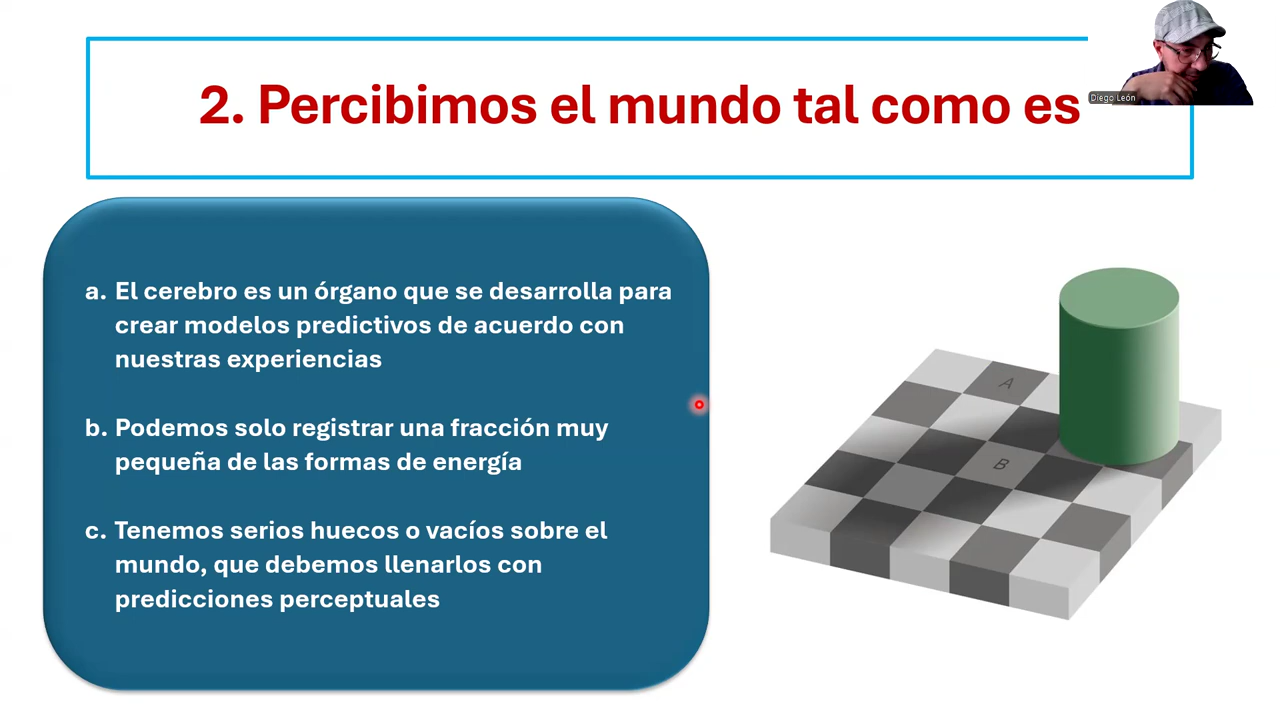 2. Percibimos el mundo tal como es
Diego León
a. El cerebro es un órgano que se desarrolla para
crear modelos predictivos de acuerdo con
nuestras experiencias
b. Podemos solo registrar una fracción muy
pequeña de las formas de energía
c. Tenemos serios huecos o vacíos sobre el
mundo, que debemos llenarlos con
predicciones perceptuales
A
B